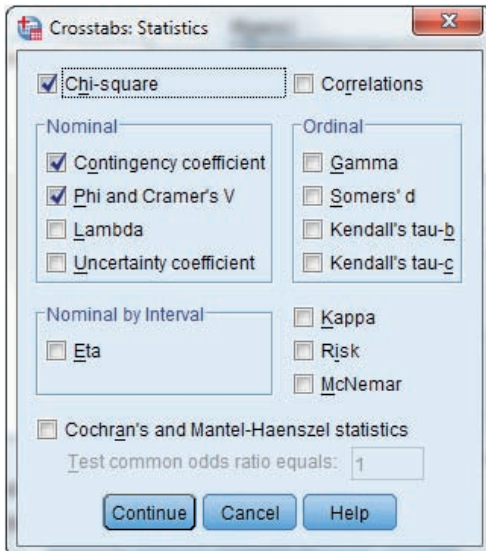 Crosstabs: Statistics
Chi-square
Correlations
Nominal
Contingency coefficient
Phi and Cramer's V
Lambda
Uncertainty coefficient
Ordinal
Gamma
Somers' d
Kendall's tau-b
Kendall's tau-c
Nominal by Interval
Eta
Kappa
Risk
McNemar
Cochran's and Mantel-Haenszel statistics
Test common odds ratio equals: 1
Continue Cancel Help